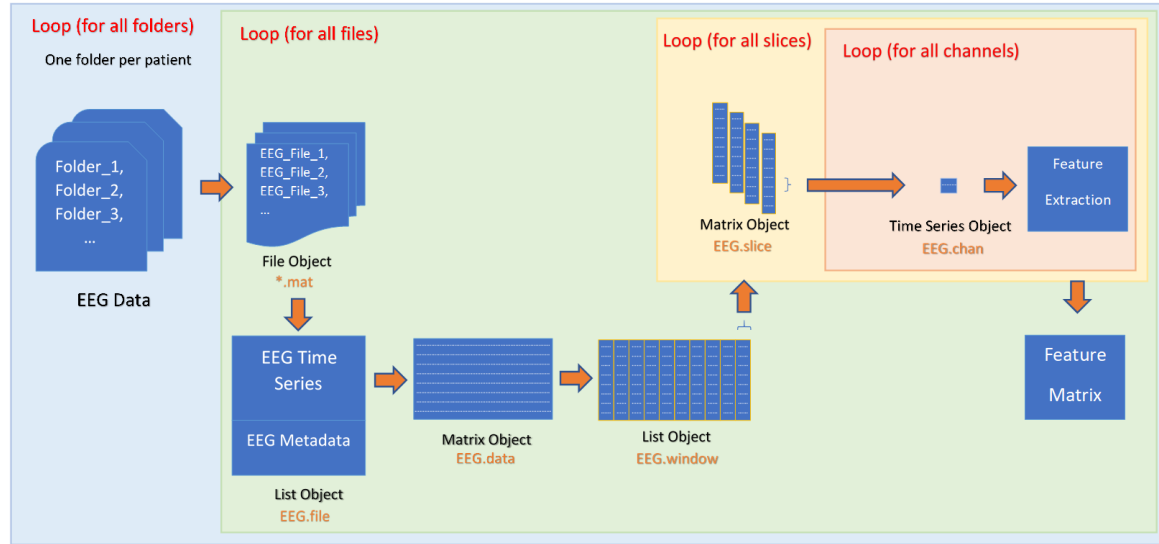 Loop (for all folders)
One folder per patient
Folder_1,
Folder_2,
Folder_3,
...
EEG Data
Loop (for all files)
EEG_File_1,
EEG_File_2,
EEG_File_3,
...
File Object
*.mat
EEG Time
Series
EEG Metadata
List Object
EEG.file
Matrix Object
EEG.data
List Object
EEG.window
Loop (for all slices)
Matrix Object
EEG.slice
Loop (for all channels)
Time Series Object
EEG.chan
Feature
Extraction
Feature
Matrix